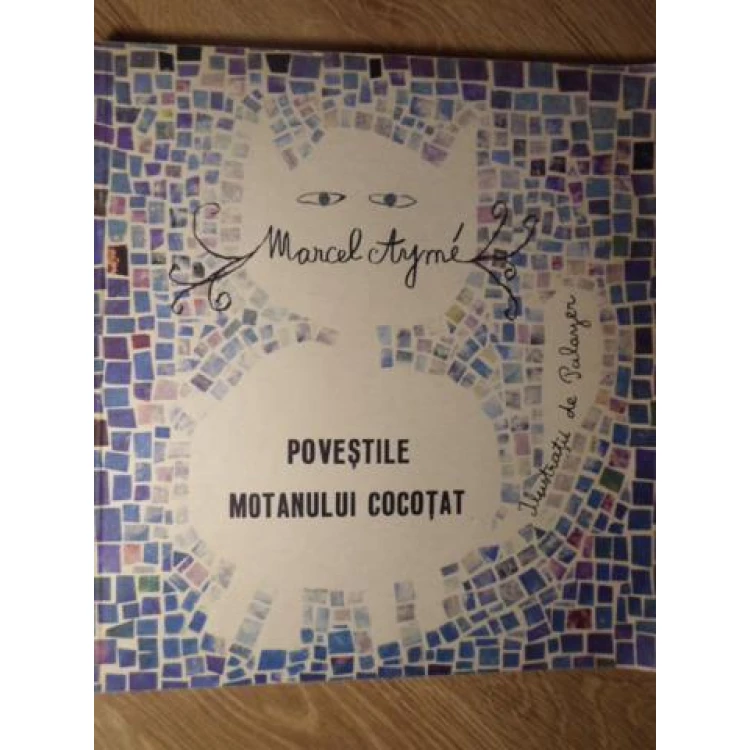 Marcel Aymé
POVEȘTILE
MOTANULUI COCOȚAT
Ilustrații de Palayer